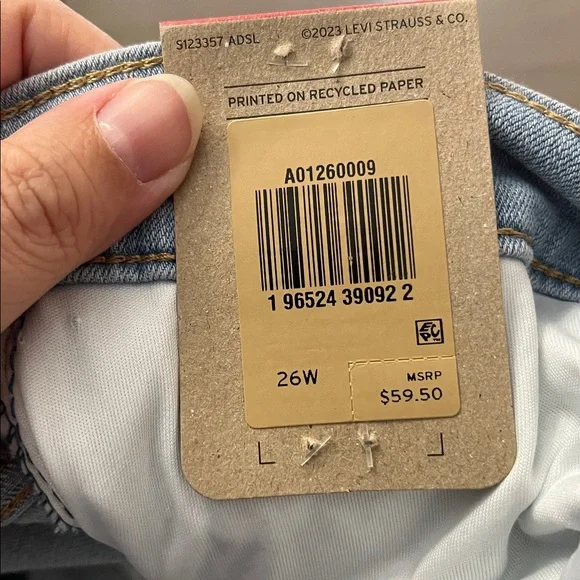 S123357 ADSL ©2023 LEVI STRAUSS & CO.
PRINTED ON RECYCLED PAPER
A01260009
1 96524 39092 2
EPC™
26W
MSRP
$59.50